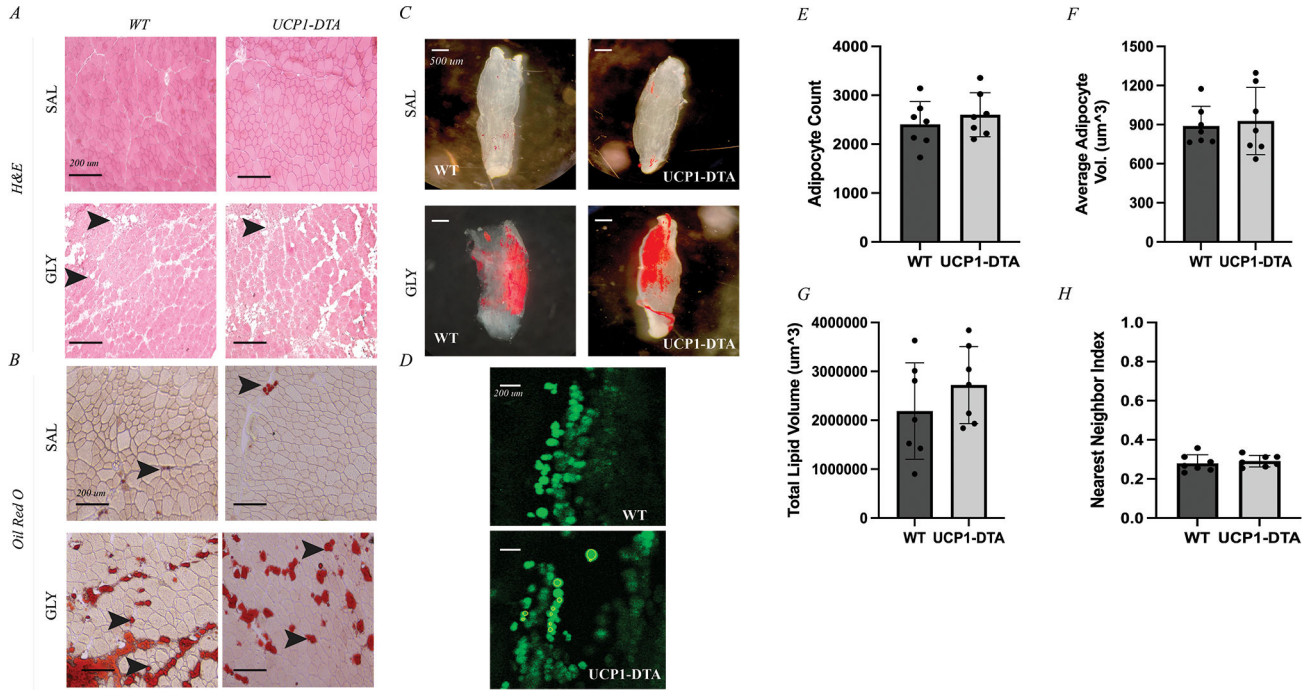 A
WT
UCP1-DTA
H&E
SAL
200 um
GLY
B
Oil Red O
SAL
200 um
GLY
C
SAL
500 um
WT
UCP1-DTA
GLY
WT
UCP1-DTA
D
200 um
WT
UCP1-DTA
E
Adipocyte Count
4000
3000
2000
1000
0
WT UCP1-DTA
F
Average Adipocyte
Vol. (um^3)
1500
1200
900
600
300
0
WT UCP1-DTA
G
Total Lipid Volume (um^3)
4000000
3000000
2000000
1000000
0
WT UCP1-DTA
H
Nearest Neighbor Index
1.0
0.8
0.6
0.4
0.2
0.0
WT UCP1-DTA